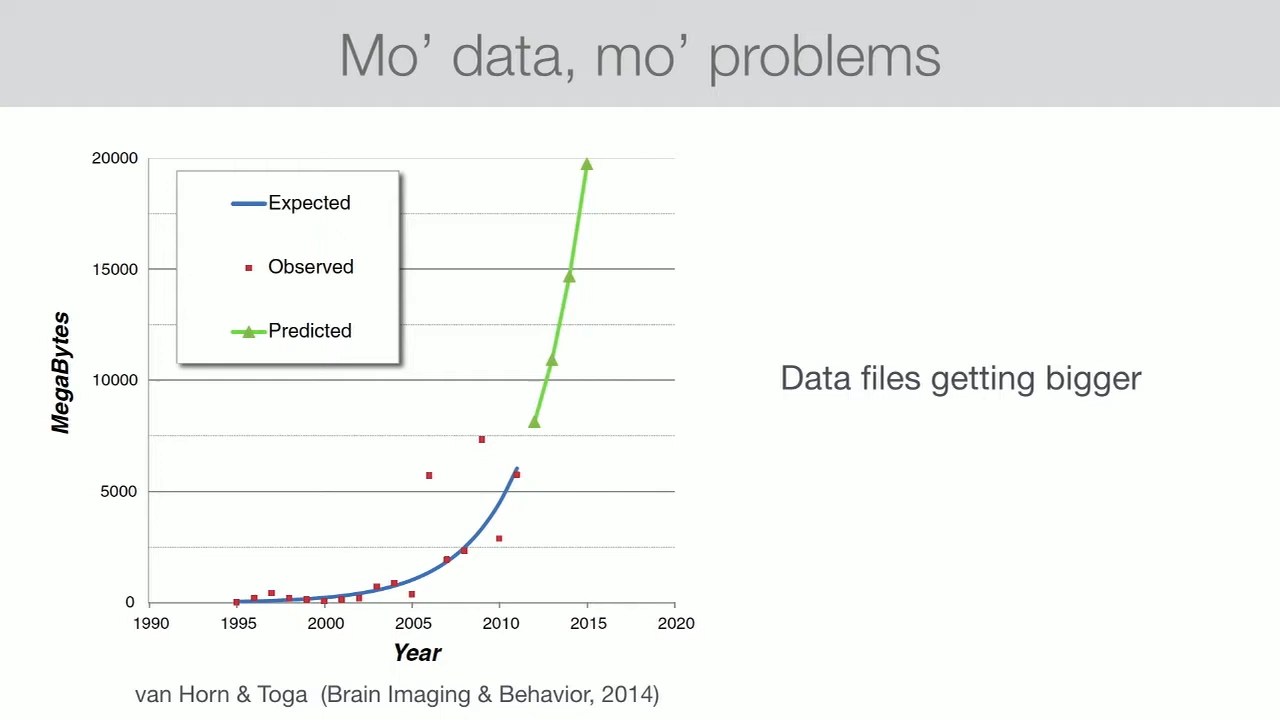 Mo’ data, mo’ problems
20000
15000
10000
5000
0
MegaBytes
Expected
Observed
Predicted
1990 1995 2000 2005 2010 2015 2020
Year
van Horn & Toga (Brain Imaging & Behavior, 2014)
Data files getting bigger